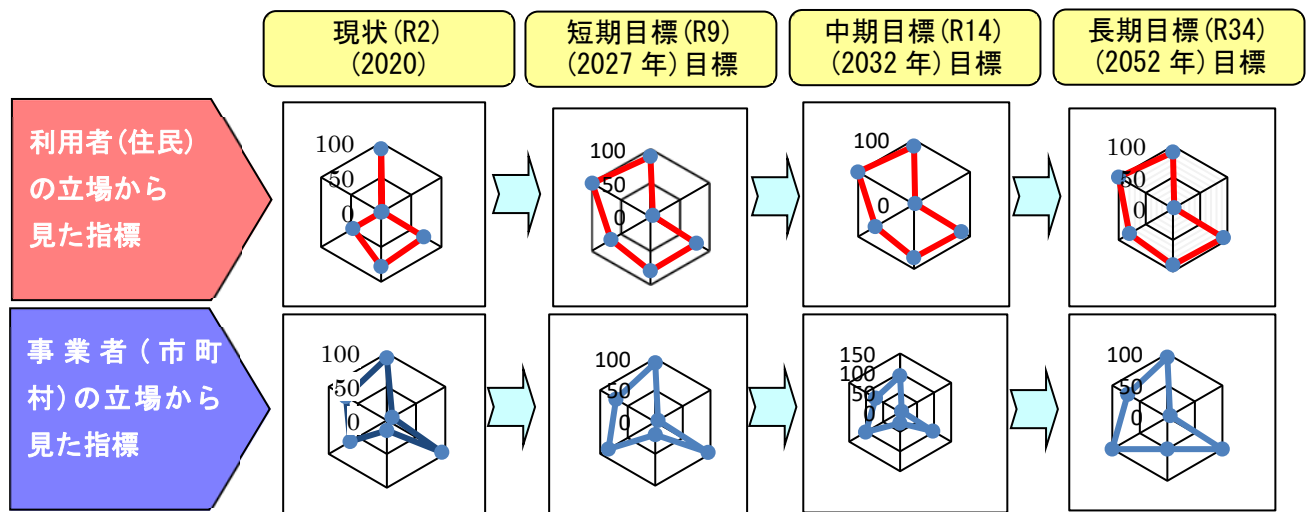 現状(R2)
(2020)
短期目標(R9)
(2027年)目標
中期目標(R14)
(2032年)目標
長期目標(R34)
(2052年)目標
利用者(住民)
の立場から
見た指標
100
50
0
100
50
0
100
0
100
50
0
事業者(市町
村)の立場から
見た指標
100
50
0
100
50
0
150
100
50
0
100
50
0